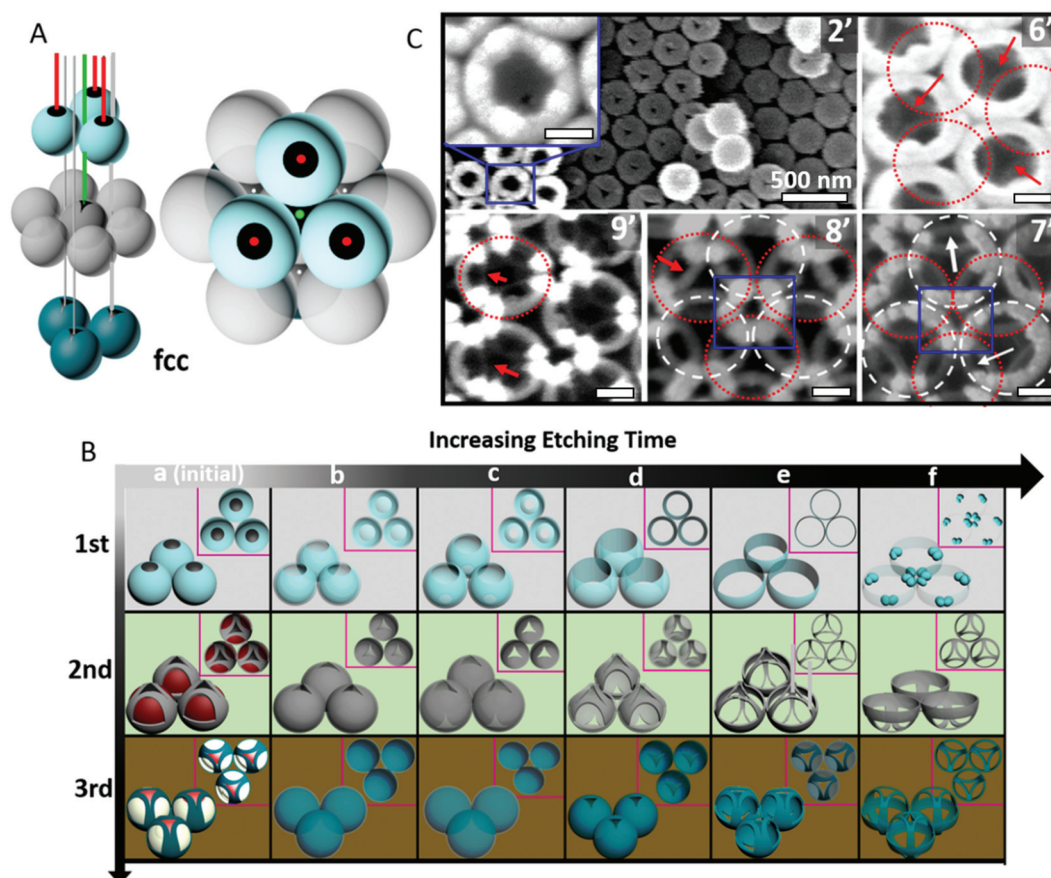 A
fcc
C
2'
500 nm
6'
9'
8'
7'
B
Increasing Etching Time
a (initial) b c d e f
1st
2nd
3rd